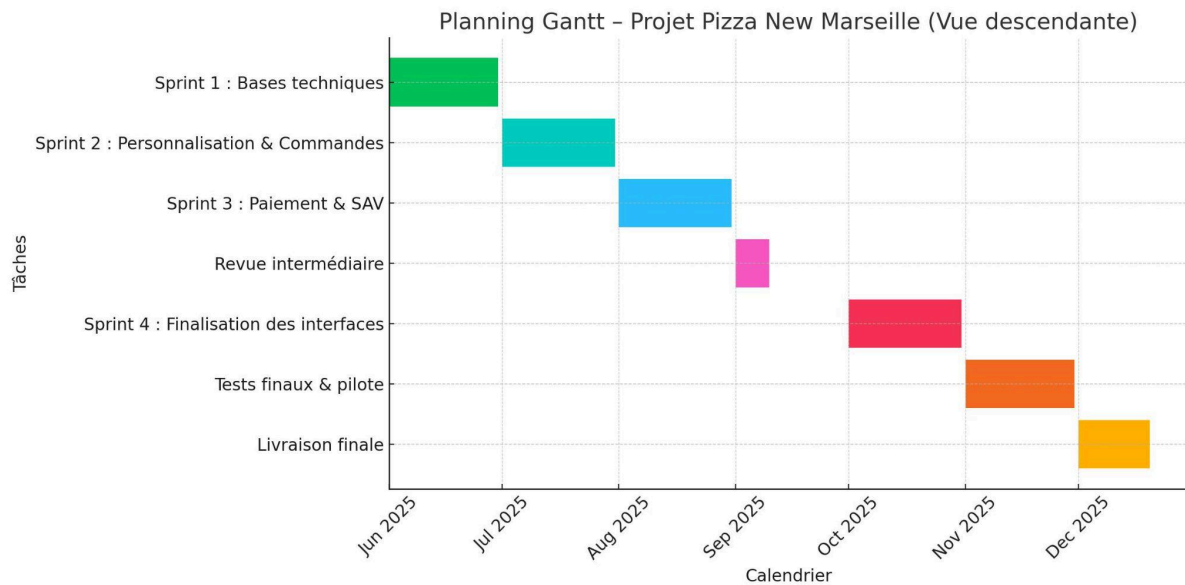 Planning Gantt – Projet Pizza New Marseille (Vue descendante)
Sprint 1 : Bases techniques
Sprint 2 : Personnalisation & Commandes
Sprint 3 : Paiement & SAV
Revue intermédiaire
Sprint 4 : Finalisation des interfaces
Tests finaux & pilote
Livraison finale
Tâches
Jun 2025
Jul 2025
Aug 2025
Sep 2025
Oct 2025
Nov 2025
Dec 2025
Calendrier